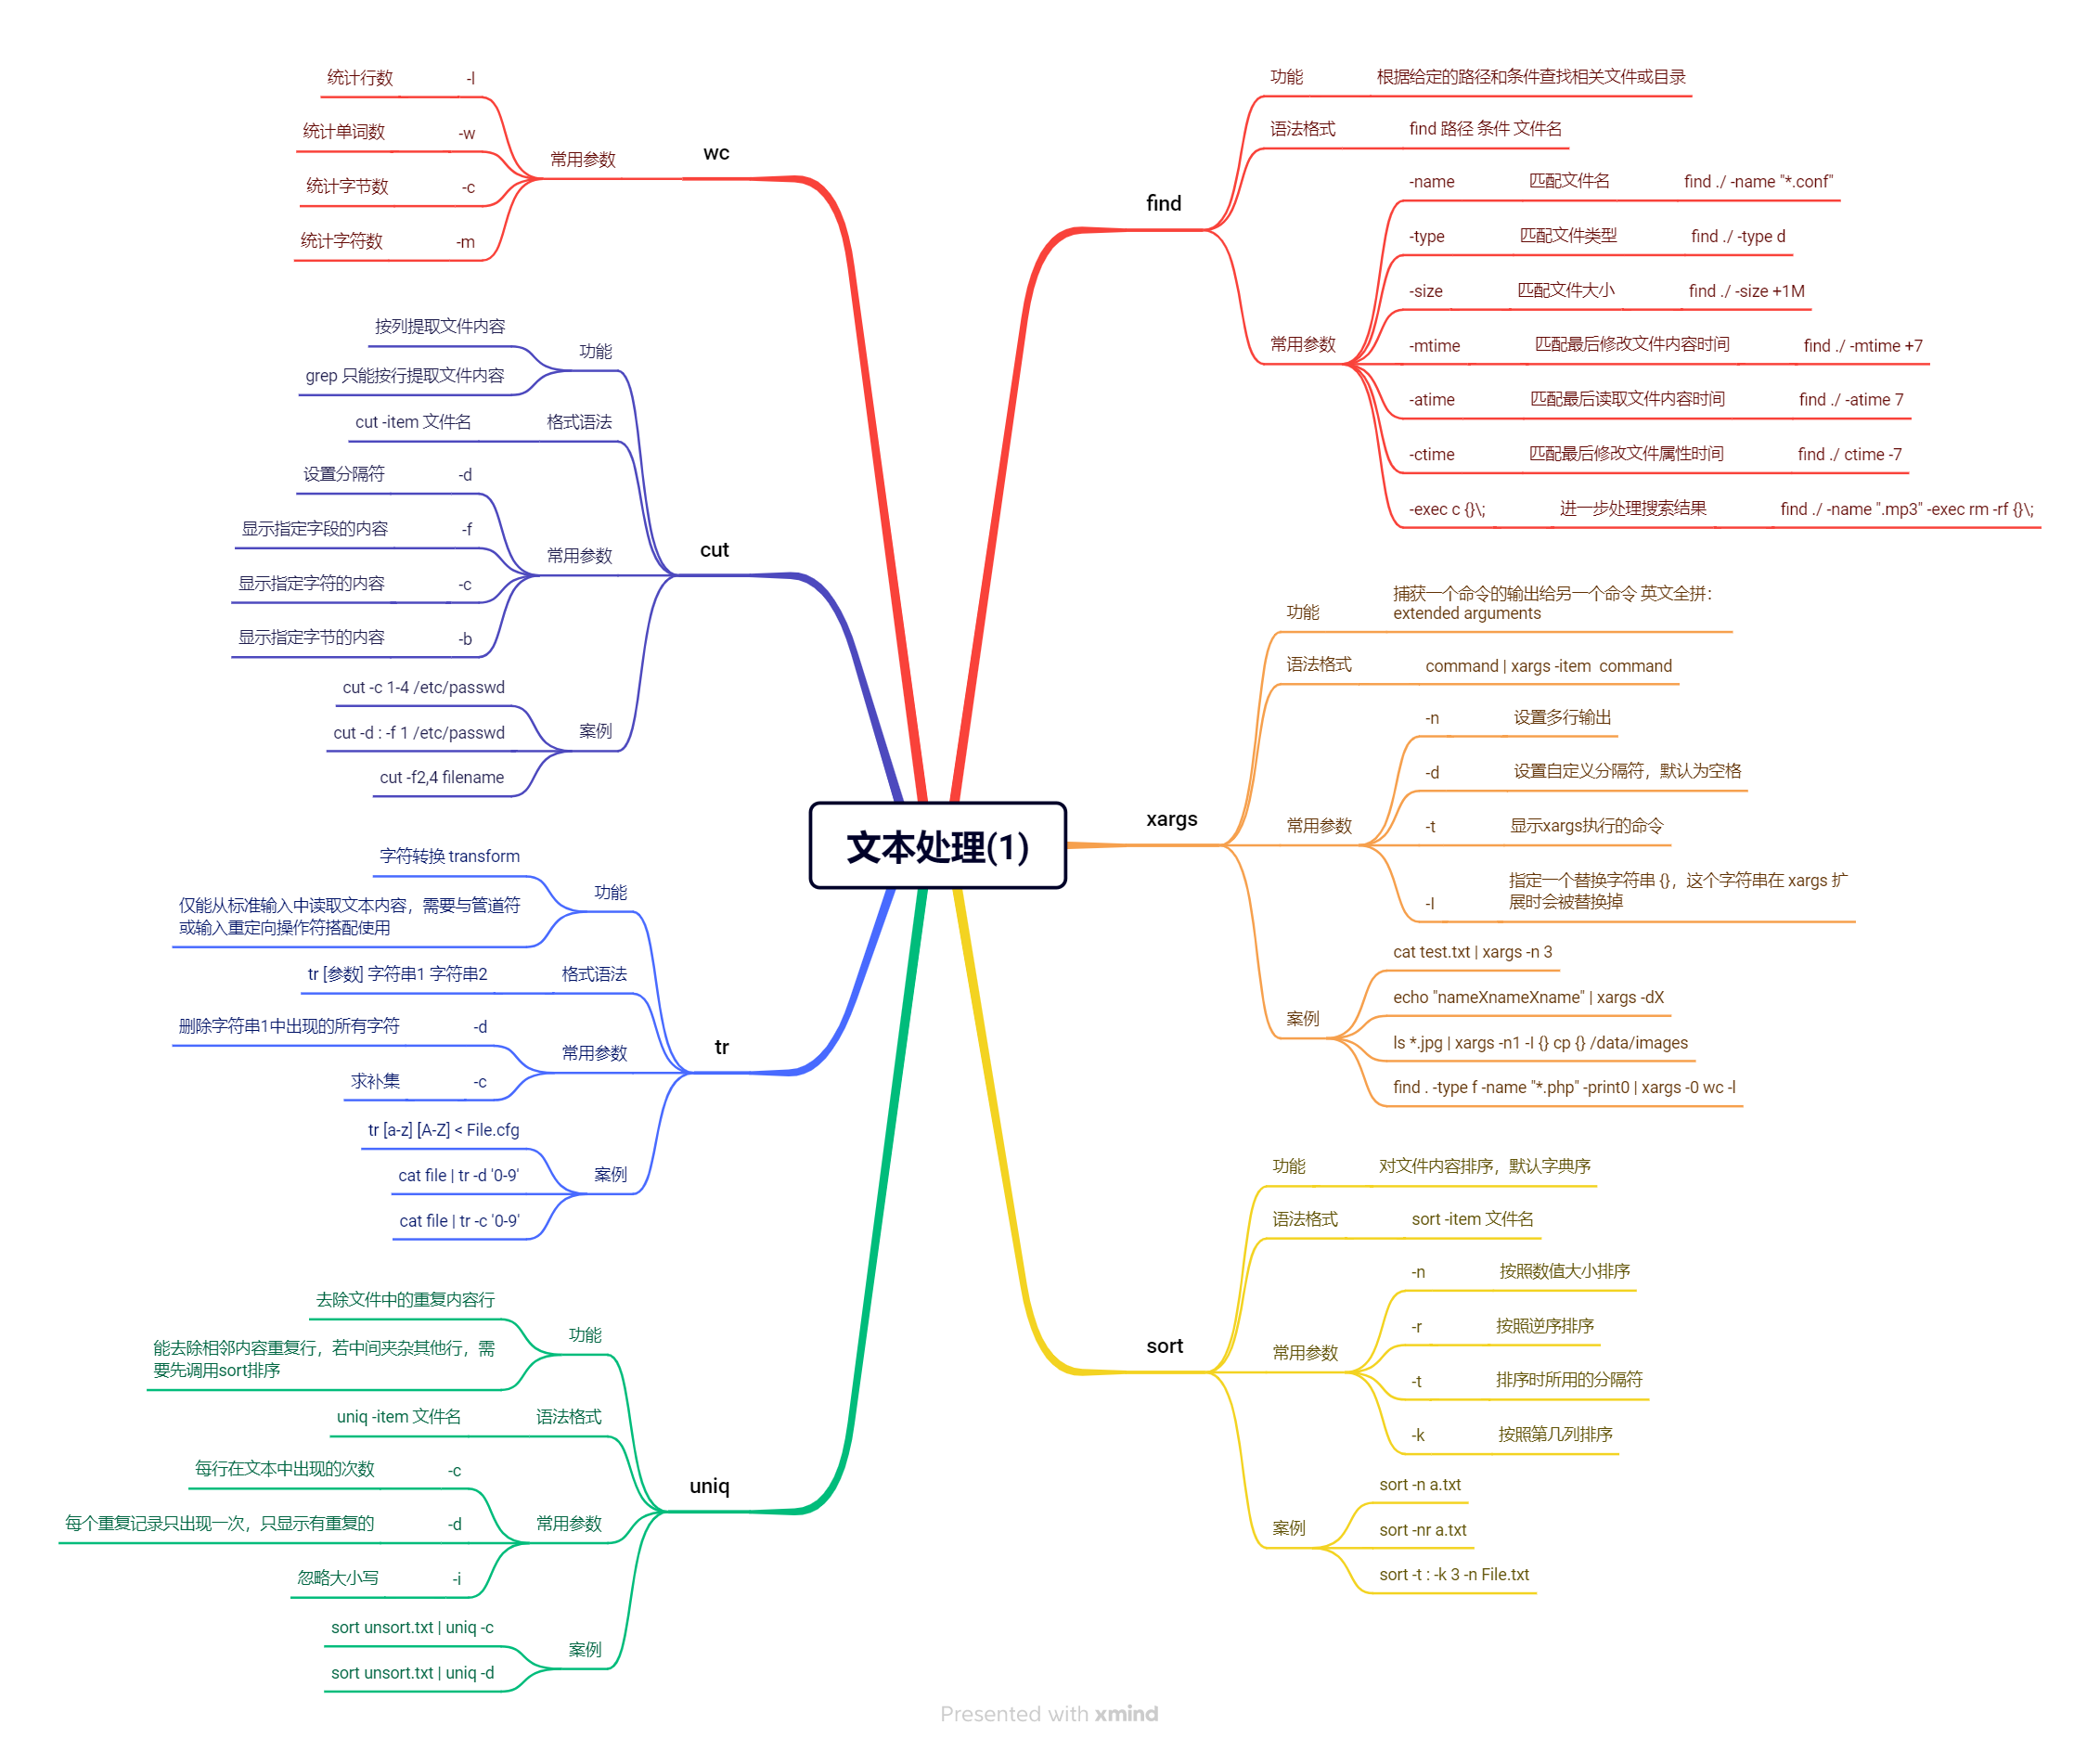 文本处理(1)
find
功能
根据给定的路径和条件查找相关文件或目录
语法格式
find 路径 条件 文件名
常用参数
-name
匹配文件名
find ./ -name "*.conf"
-type
匹配文件类型
find ./ -type d
-size
匹配文件大小
find ./ -size +1M
-mtime
匹配最后修改文件内容时间
find ./ -mtime +7
-atime
匹配最后读取文件内容时间
find ./ -atime 7
-ctime
匹配最后修改文件属性时间
find ./ ctime -7
-exec c {}\;
进一步处理搜索结果
find ./ -name ".mp3" -exec rm -rf {}\;
xargs
功能
捕获一个命令的输出给另一个命令 英文全拼：
extended arguments
语法格式
command | xargs -item  command
常用参数
-n
设置多行输出
-d
设置自定义分隔符，默认为空格
-t
显示xargs执行的命令
-I
指定一个替换字符串 {}，这个字符串在 xargs 扩
展时会被替换掉
案例
cat test.txt | xargs -n 3
echo "nameXnameXname" | xargs -dX
ls *.jpg | xargs -n1 -I {} cp {} /data/images
find . -type f -name "*.php" -print0 | xargs -0 wc -l
sort
功能
对文件内容排序，默认字典序
语法格式
sort -item 文件名
常用参数
-n
按照数值大小排序
-r
按照逆序排序
-t
排序时所用的分隔符
-k
按照第几列排序
案例
sort -n a.txt
sort -nr a.txt
sort -t : -k 3 -n File.txt
wc
常用参数
-l
统计行数
-w
统计单词数
-c
统计字节数
-m
统计字符数
cut
功能
按列提取文件内容
grep 只能按行提取文件内容
格式语法
cut -item 文件名
常用参数
-d
设置分隔符
-f
显示指定字段的内容
-c
显示指定字符的内容
-b
显示指定字节的内容
案例
cut -c 1-4 /etc/passwd
cut -d : -f 1 /etc/passwd
cut -f2,4 filename
tr
功能
字符转换 transform
仅能从标准输入中读取文本内容，需要与管道符
或输入重定向操作符搭配使用
格式语法
tr [参数] 字符串1 字符串2
常用参数
-d
删除字符串1中出现的所有字符
-c
求补集
案例
tr [a-z] [A-Z] < File.cfg
cat file | tr -d '0-9'
cat file | tr -c '0-9'
uniq
功能
去除文件中的重复内容行
能去除相邻内容重复行，若中间夹杂其他行，需
要先调用sort排序
语法格式
uniq -item 文件名
常用参数
-c
每行在文本中出现的次数
-d
每个重复记录只出现一次，只显示有重复的
-i
忽略大小写
案例
sort unsort.txt | uniq -c
sort unsort.txt | uniq -d
Presented with xmind